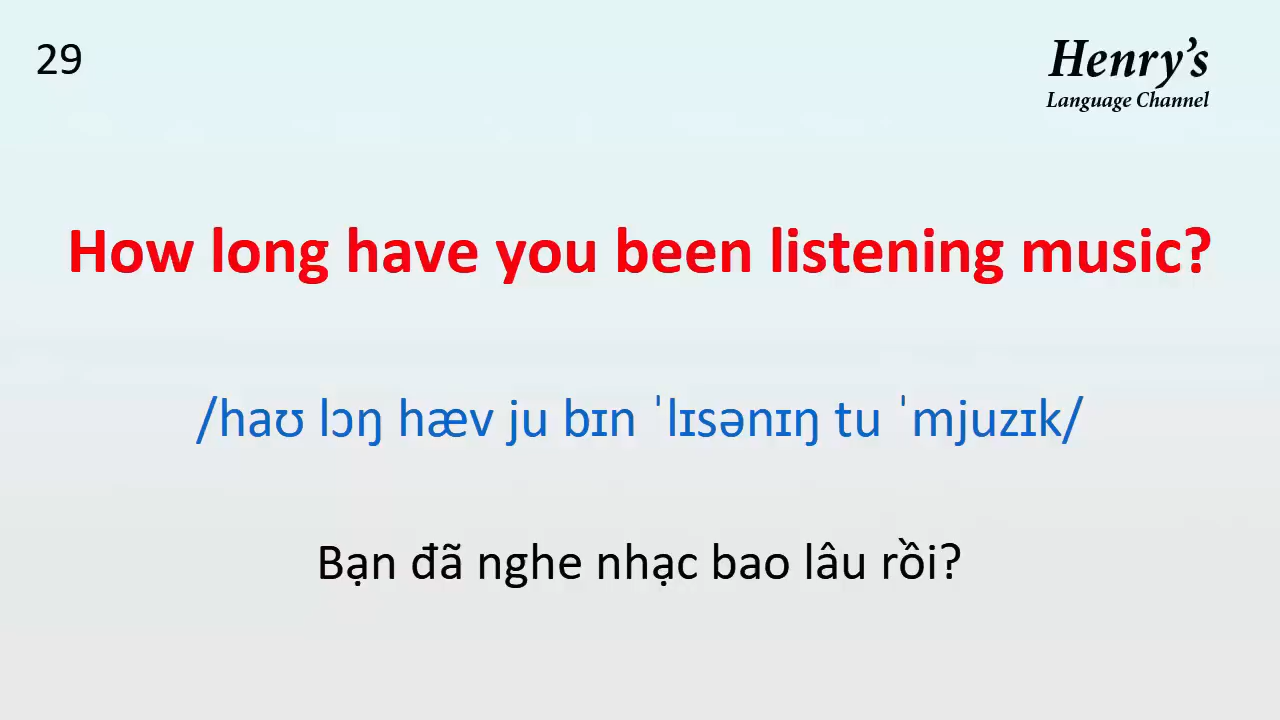 29
Henry’s
Language Channel
How long have you been listening music?
/haʊ lɔŋ hæv ju bɪn ˈlɪsənɪŋ tu ˈmjuzɪk/
Bạn đã nghe nhạc bao lâu rồi?